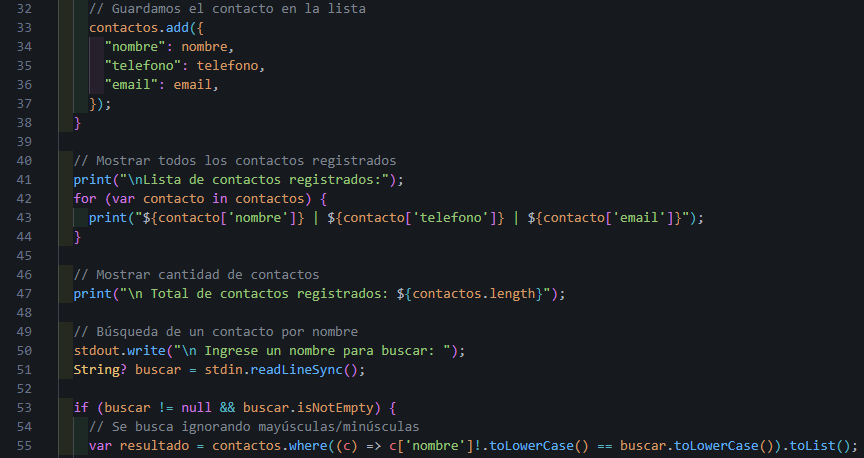 32 // Guardamos el contacto en la lista
33 contactos.add({
34 "nombre": nombre,
35 "telefono": telefono,
36 "email": email,
37 });
38 }
39
40 // Mostrar todos los contactos registrados
41 print("\nLista de contactos registrados:");
42 for (var contacto in contactos) {
43 print("${contacto['nombre']} | ${contacto['telefono']} | ${contacto['email']}");
44 }
45
46 // Mostrar cantidad de contactos
47 print("\n Total de contactos registrados: ${contactos.length}");
48
49 // Búsqueda de un contacto por nombre
50 stdout.write("\n Ingrese un nombre para buscar: ");
51 String? buscar = stdin.readLineSync();
52
53 if (buscar != null && buscar.isNotEmpty) {
54 // Se busca ignorando mayúsculas/minúsculas
55 var resultado = contactos.where((c) => c['nombre']!.toLowerCase() == buscar.toLowerCase()).toList();